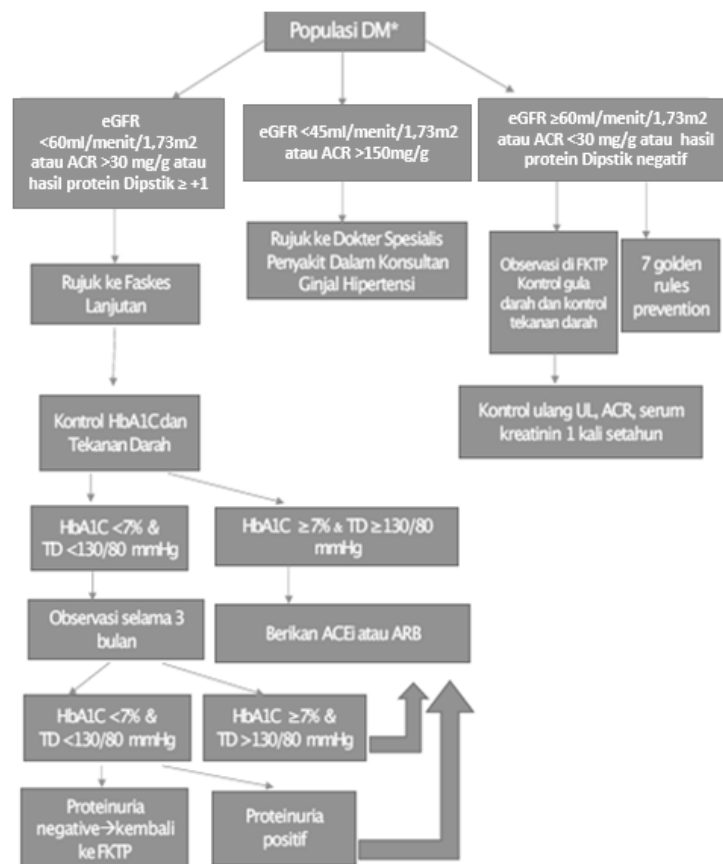 Populasi DM*
eGFR
<60ml/menit/1,73m2
atau ACR >30 mg/g atau
hasil protein Dipstik ≥ +1
eGFR <45ml/menit/1,73m2
atau ACR >150mg/g
eGFR ≥60ml/menit/1,73m2
atau ACR <30 mg/g atau hasil
protein Dipstik negatif
Rujuk ke Faskes
Lanjutan
Rujuk ke Dokter Spesialis
Penyakit Dalam Konsultan
Ginjal Hipertensi
Observasi di FKTP
Kontrol gula
darah dan kontrol
tekanan darah
7 golden
rules
prevention
Kontrol ulang UL, ACR, serum
kreatinin 1 kali setahun
Kontrol HbA1C dan
Tekanan Darah
HbA1C <7% &
TD <130/80 mmHg
HbA1C ≥7% & TD ≥130/80
mmHg
Observasi selama 3
bulan
Berikan ACEi atau ARB
HbA1C <7% &
TD <130/80 mmHg
HbA1C ≥7% &
TD >130/80 mmHg
Proteinuria
negative→kembali
ke FKTP
Proteinuria
positif